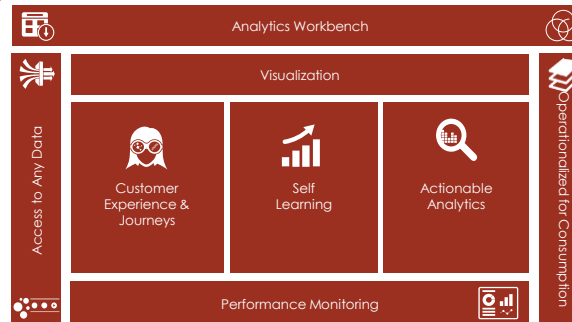 Analytics Workbench
Access to Any Data
Visualization
Customer
Experience &
Journeys
Self
Learning
Actionable
Analytics
Performance Monitoring
Operationalized for Consumption